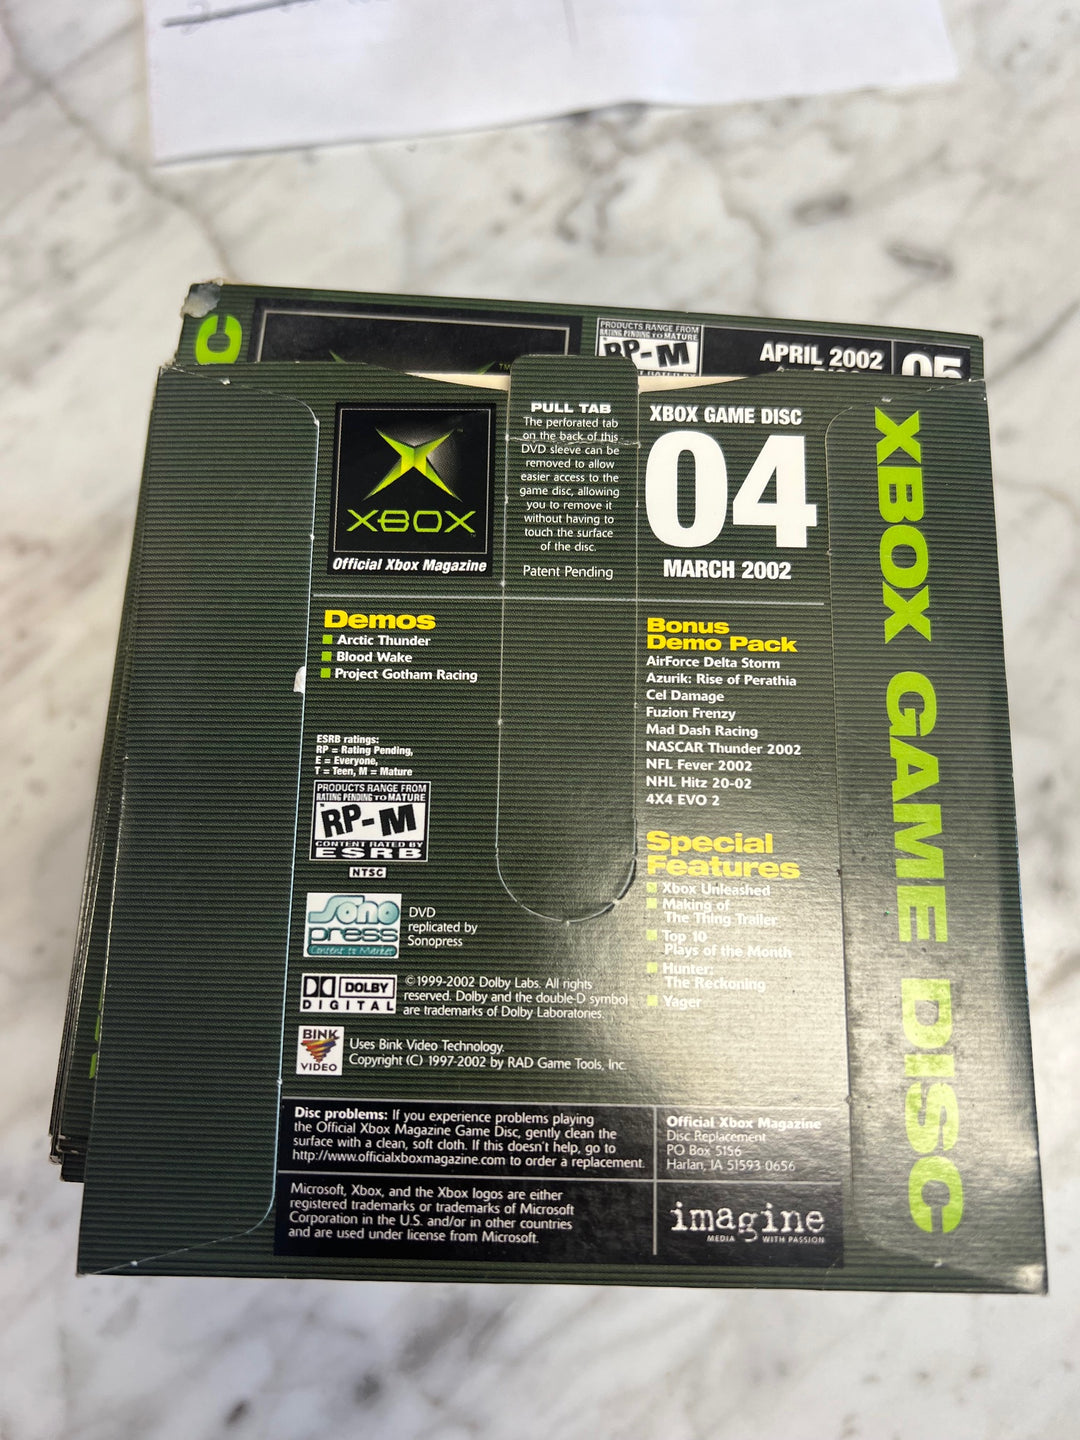 C
PRODUCTS RANGE FROM
RATING PENDING TO MATURE
RP-M
APRIL 2002
05
XBOX
Official Xbox Magazine
PULL TAB
The perforated tab
on the back of this
DVD sleeve can be
removed to allow
easier access to the
game disc, allowing
you to remove it
without having to
touch the surface
of the disc.
Patent Pending
XBOX GAME DISC
04
MARCH 2002
XBOX GAME DISC
Demos
Arctic Thunder
Blood Wake
Project Gotham Racing
ESRB ratings:
RP = Rating Pending,
E = Everyone,
T = Teen, M = Mature
PRODUCTS RANGE FROM
RATING PENDING TO MATURE
RP-M
CONTENT RATED BY
ESRB
NTSC
Sono
press
Content to Market
DVD
replicated by
Sonopress
DOLBY
DIGITAL
©1999-2002 Dolby Labs. All rights
reserved. Dolby and the double-D symbol
are trademarks of Dolby Laboratories.
BINK
VIDEO
Uses Bink Video Technology.
Copyright (C) 1997-2002 by RAD Game Tools, Inc.
Bonus
Demo Pack
AirForce Delta Storm
Azurik: Rise of Perathia
Cel Damage
Fuzion Frenzy
Mad Dash Racing
NASCAR Thunder 2002
NFL Fever 2002
NHL Hitz 20-02
4X4 EVO 2
Special
Features
Xbox Unleashed
Making of
The Thing Trailer
Top 10
Plays of the Month
Hunter:
The Reckoning
Yager
Disc problems: If you experience problems playing
the Official Xbox Magazine Game Disc, gently clean the
surface with a clean, soft cloth. If this doesn't help, go to
http://www.officialxboxmagazine.com to order a replacement.
Official Xbox Magazine
Disc Replacement
PO Box 5156
Harlan, IA 51593 0656
Microsoft, Xbox, and the Xbox logos are either
registered trademarks or trademarks of Microsoft
Corporation in the U.S. and/or in other countries
and are used under license from Microsoft.
imagine
MEDIA WITH PASSION